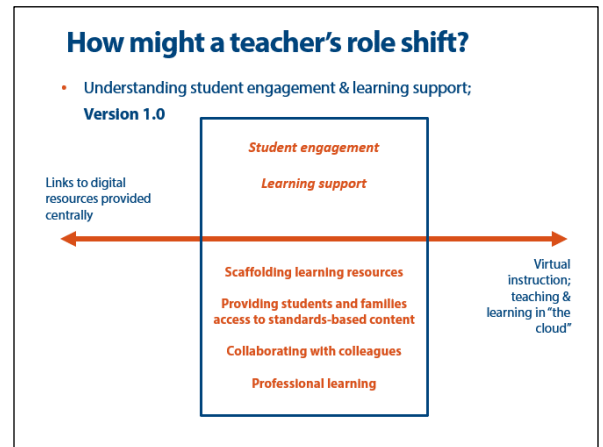 How might a teacher's role shift?
• Understanding student engagement & learning support;
Version 1.0
Student engagement
Learning support
Links to digital
resources provided
centrally
Scaffolding learning resources
Providing students and families
access to standards-based content
Collaborating with colleagues
Professional learning
Virtual
instruction;
teaching &
learning in "the
cloud"